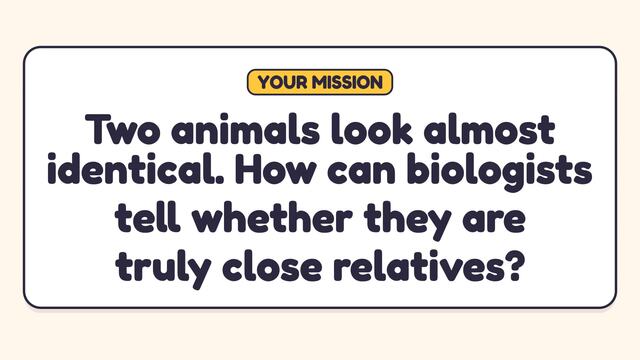 YOUR MISSION
Two animals look almost
identical. How can biologists
tell whether they are
truly close relatives?